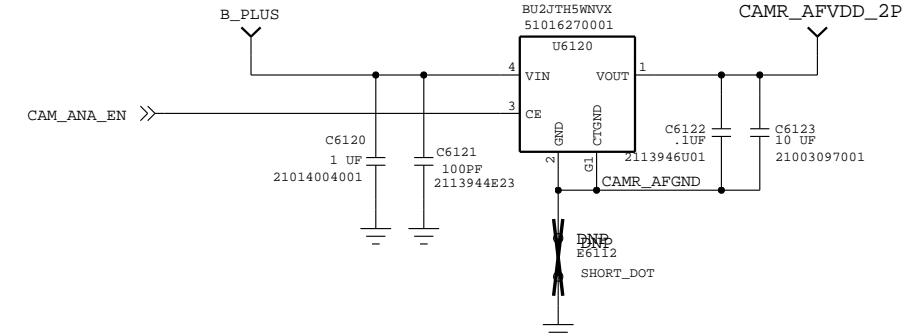 BU2JTH5WNVX
51016270001
B_PLUS
CAMR_AFVDD_2P
U6120
4
VIN
VOUT
1
CAM_ANA_EN
3
CE
GND
CTGND
2
G1
C6120
1 UF
21014004001
C6121
100PF
2113944E23
C6122
.1UF
2113946U01
C6123
10 UF
21003097001
CAMR_AFGND
DNP
DNP
E6112
SHORT_DOT